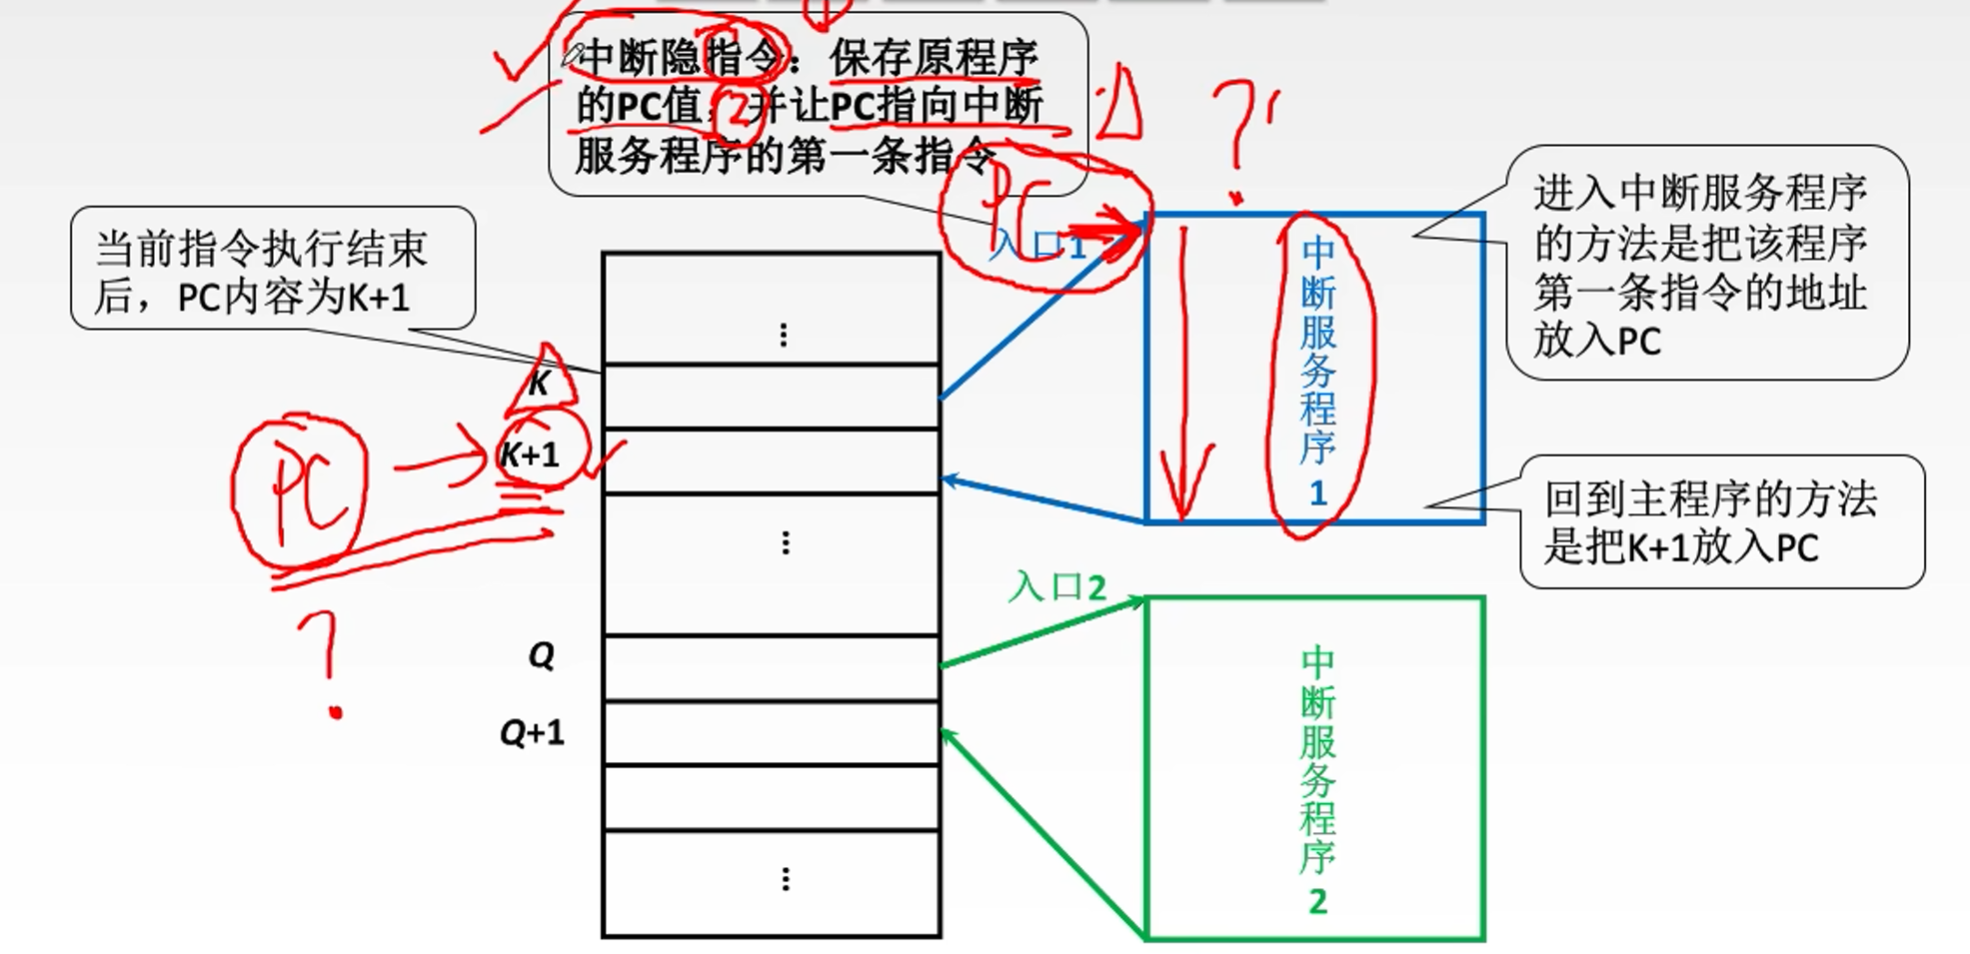 中断隐指令：保存原程序
的PC值，并让PC指向中断
服务程序的第一条指令
①
②
当前指令执行结束
后，PC内容为K+1
PC
?
K
K+1
Q
Q+1
⋮
⋮
⋮
PC
入口1
?
中断服务程序1
进入中断服务程序
的方法是把该程序
第一条指令的地址
放入PC
回到主程序的方法
是把K+1放入PC
入口2
中断服务程序2